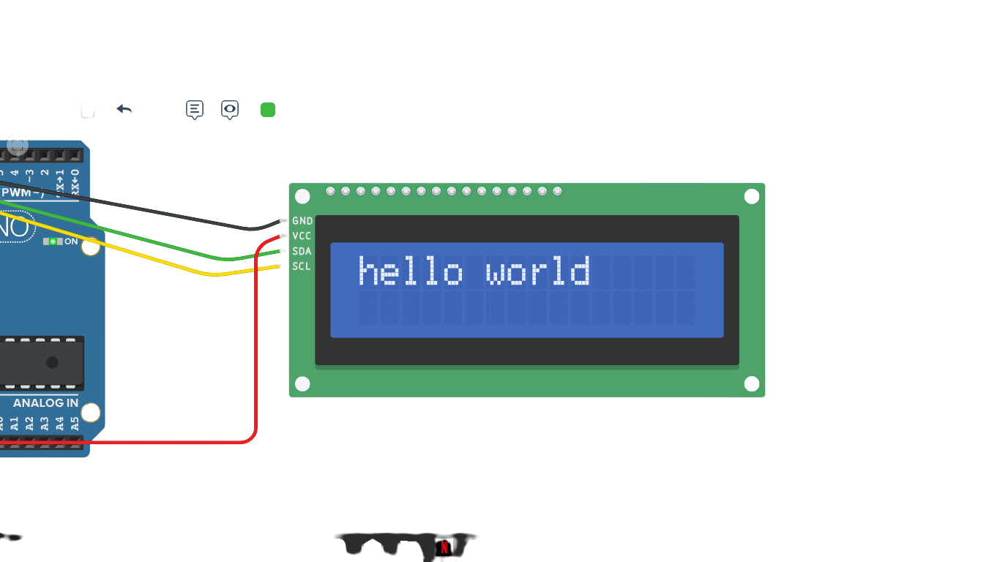 4
~3
2
TX→1
RX←0
(PWM~)
NO
ON
GND
VCC
SDA
SCL
hello world
ANALOG IN
A0
A1
A2
A3
A4
A5
N